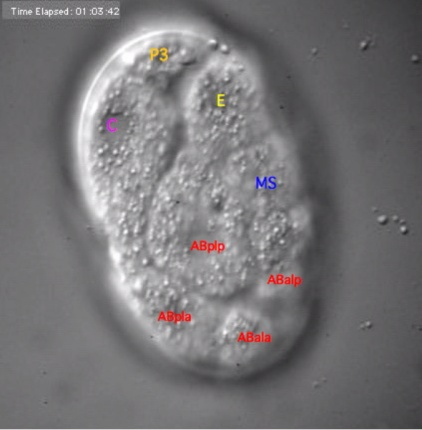 Time Elapsed: 01:03:42
P3
E
C
MS
ABplp
ABalp
ABpla
ABala